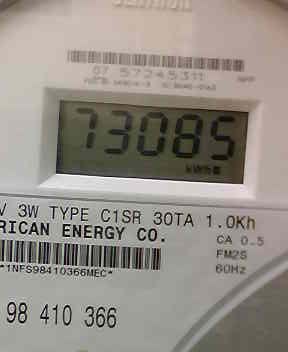 07 57245311
73085
kWh
V 3W TYPE C1SR 30TA 1.0Kh
RICAN ENERGY CO.
CA 0.5
FM2S
*1NFS98410366MEC*
60Hz
98 410 366